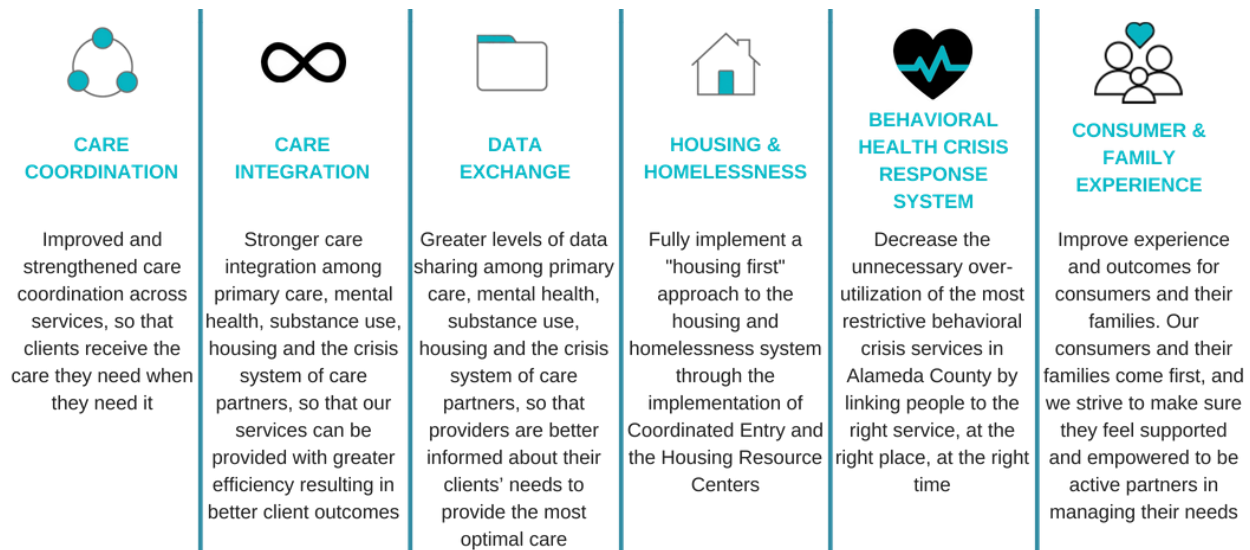 CARE
COORDINATION
Improved and
strengthened care
coordination across
services, so that
clients receive the
care they need when
they need it
CARE
INTEGRATION
Stronger care
integration among
primary care, mental
health, substance use,
housing and the crisis
system of care
partners, so that our
services can be
provided with greater
efficiency resulting in
better client outcomes
DATA
EXCHANGE
Greater levels of data
sharing among primary
care, mental health,
substance use,
housing and the crisis
system of care
partners, so that
providers are better
informed about their
clients’ needs to
provide the most
optimal care
HOUSING &
HOMELESSNESS
Fully implement a
"housing first"
approach to the
housing and
homelessness system
through the
implementation of
Coordinated Entry and
the Housing Resource
Centers
BEHAVIORAL
HEALTH CRISIS
RESPONSE
SYSTEM
Decrease the
unnecessary over-
utilization of the most
restrictive behavioral
crisis services in
Alameda County by
linking people to the
right service, at the
right place, at the right
time
CONSUMER &
FAMILY
EXPERIENCE
Improve experience
and outcomes for
consumers and their
families. Our
consumers and their
families come first, and
we strive to make sure
they feel supported
and empowered to be
active partners in
managing their needs